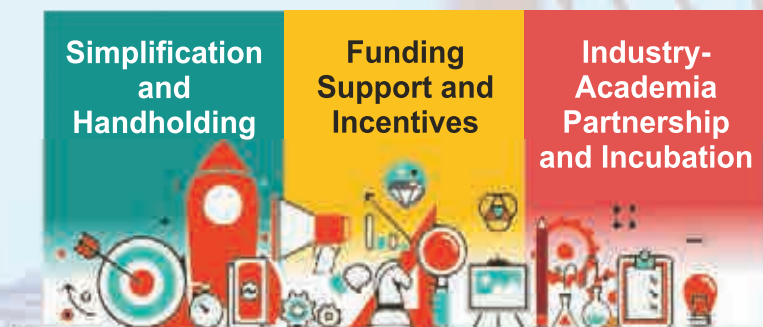 Simplification
and
Handholding
Funding
Support and
Incentives
Industry-
Academia
Partnership
and Incubation